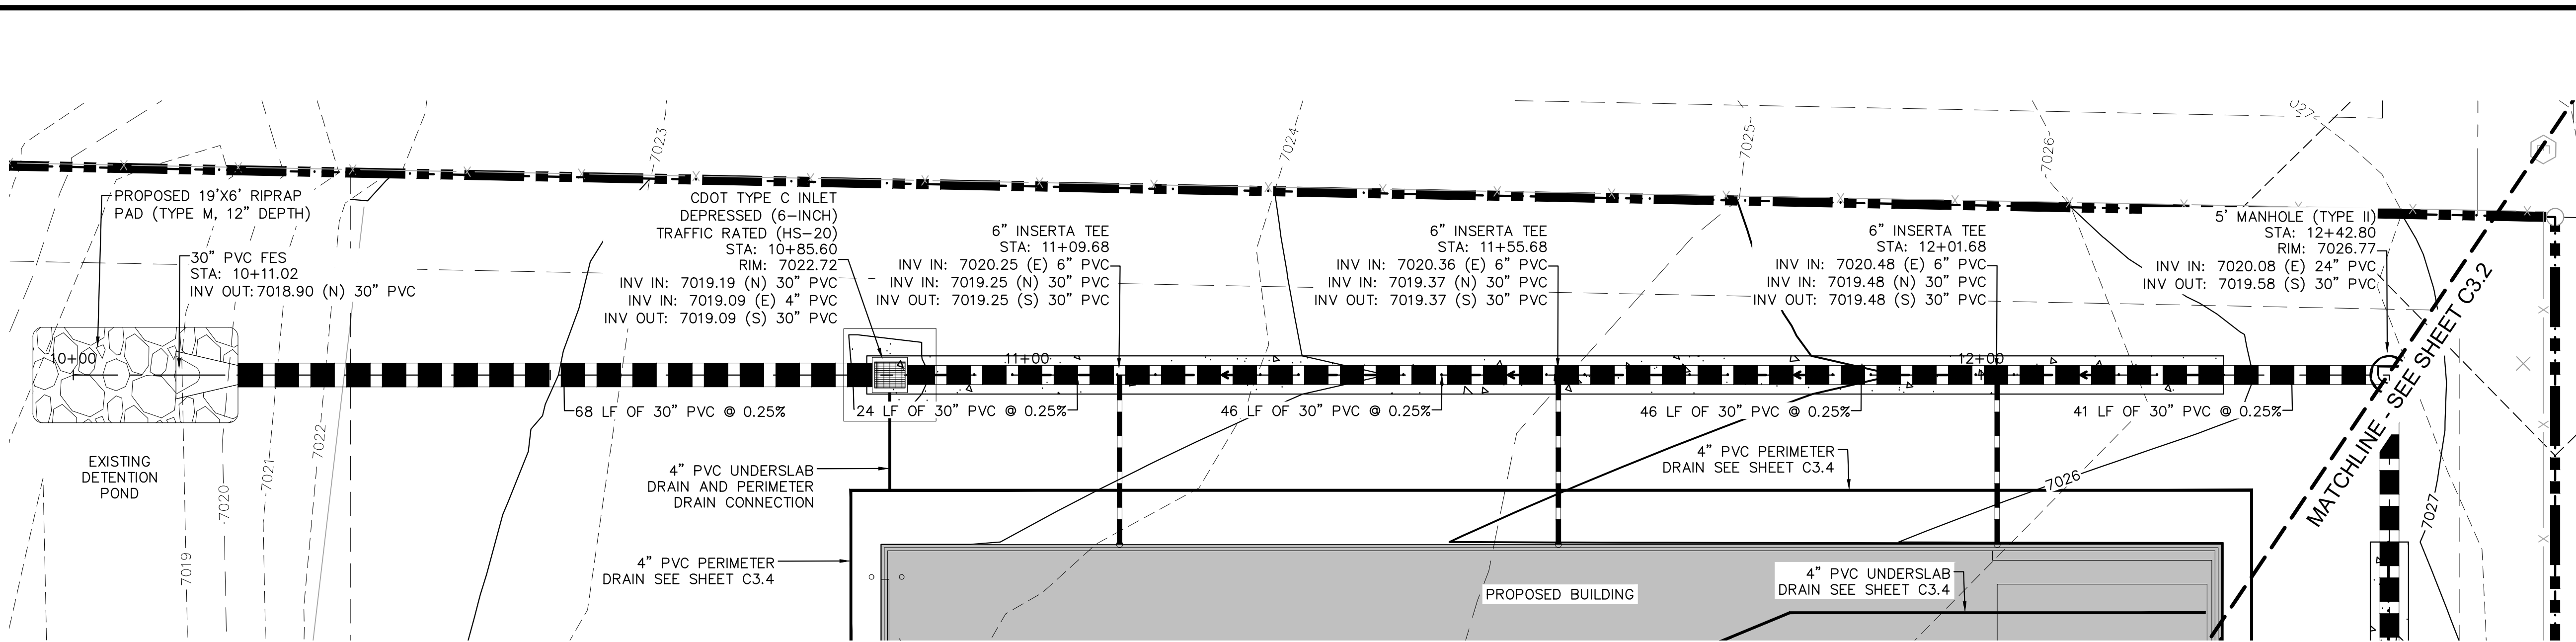 7023
7024
7025
7026
PROPOSED 19'X6' RIPRAP
PAD (TYPE M, 12" DEPTH)
30" PVC FES
STA: 10+11.02
INV OUT: 7018.90 (N) 30" PVC
CDOT TYPE C INLET
DEPRESSED (6-INCH)
TRAFFIC RATED (HS-20)
STA: 10+85.60
RIM: 7022.72
INV IN: 7019.19 (N) 30" PVC
INV IN: 7019.09 (E) 4" PVC
INV OUT: 7019.09 (S) 30" PVC
6" INSERTA TEE
STA: 11+09.68
INV IN: 7020.25 (E) 6" PVC
INV IN: 7019.25 (N) 30" PVC
INV OUT: 7019.25 (S) 30" PVC
6" INSERTA TEE
STA: 11+55.68
INV IN: 7020.36 (E) 6" PVC
INV IN: 7019.37 (N) 30" PVC
INV OUT: 7019.37 (S) 30" PVC
6" INSERTA TEE
STA: 12+01.68
INV IN: 7020.48 (E) 6" PVC
INV IN: 7019.48 (N) 30" PVC
INV OUT: 7019.48 (S) 30" PVC
5' MANHOLE (TYPE II)
STA: 12+42.80
RIM: 7026.77
INV IN: 7020.08 (E) 24" PVC
INV OUT: 7019.58 (S) 30" PVC
MATCHLINE - SEE SHEET C3.2
10+00
11+00
12+00
68 LF OF 30" PVC @ 0.25%
24 LF OF 30" PVC @ 0.25%
46 LF OF 30" PVC @ 0.25%
46 LF OF 30" PVC @ 0.25%
41 LF OF 30" PVC @ 0.25%
EXISTING
DETENTION
POND
7019
7020
7021
7022
4" PVC UNDERSLAB
DRAIN AND PERIMETER
DRAIN CONNECTION
4" PVC PERIMETER
DRAIN SEE SHEET C3.4
4" PVC PERIMETER
DRAIN SEE SHEET C3.4
7026
7027
PROPOSED BUILDING
4" PVC UNDERSLAB
DRAIN SEE SHEET C3.4